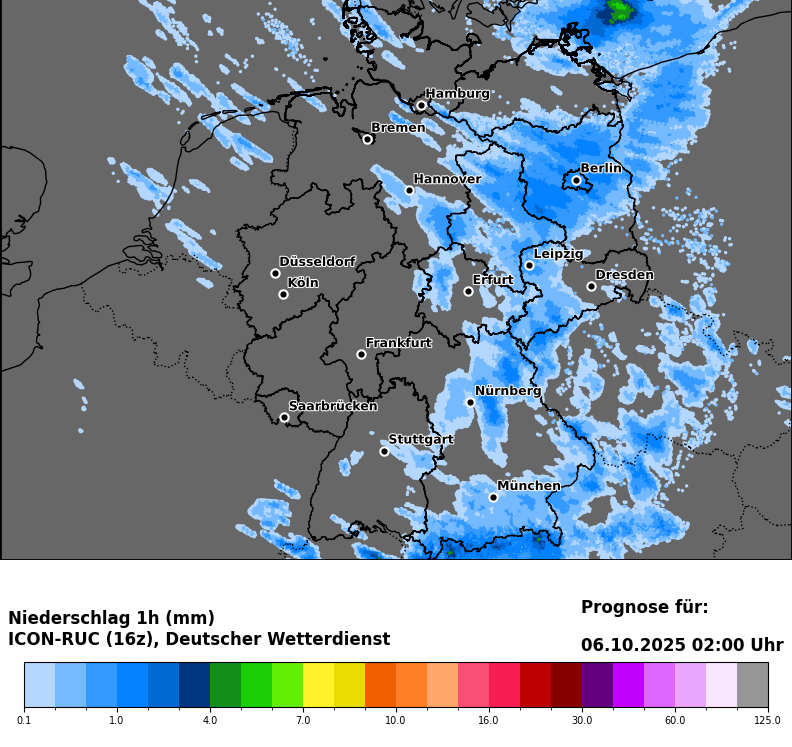 Hamburg
Bremen
Berlin
Hannover
Leipzig
Düsseldorf
Dresden
Köln
Erfurt
Frankfurt
Nürnberg
Saarbrücken
Stuttgart
München
Niederschlag 1h (mm)
ICON-RUC (16z), Deutscher Wetterdienst
Prognose für:
06.10.2025 02:00 Uhr
0.1 1.0 4.0 7.0 10.0 16.0 30.0 60.0 125.0